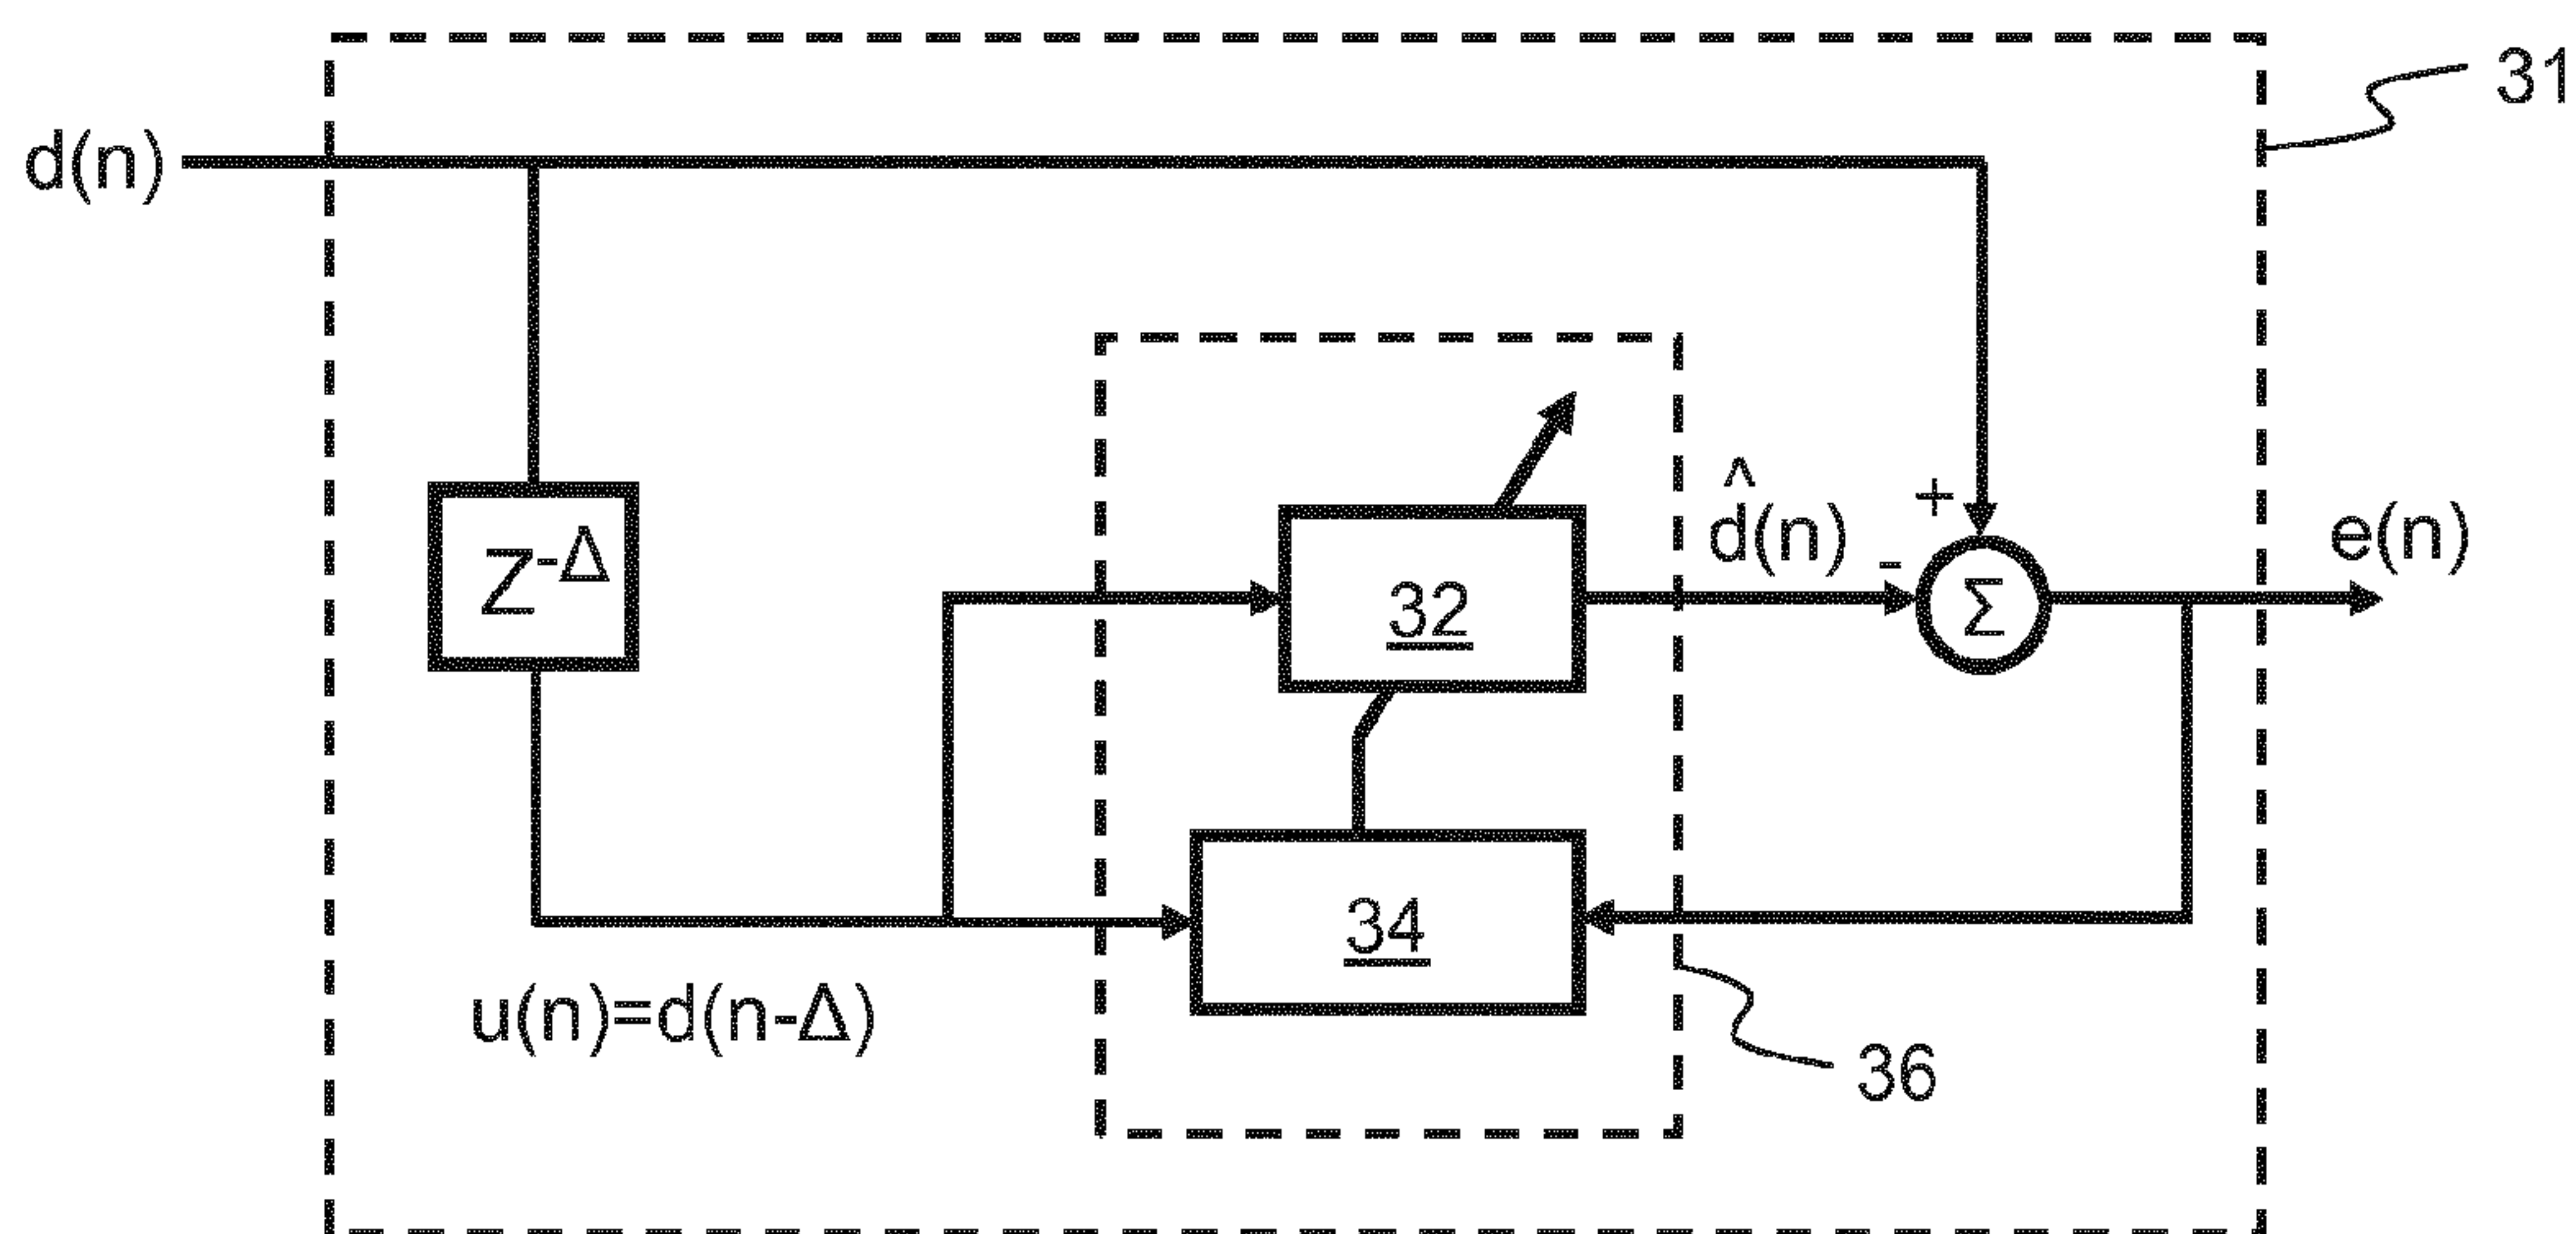 31
d(n)
Z^-Δ
d̂(n)
+
-
Σ
e(n)
32
34
u(n)=d(n-Δ)
36